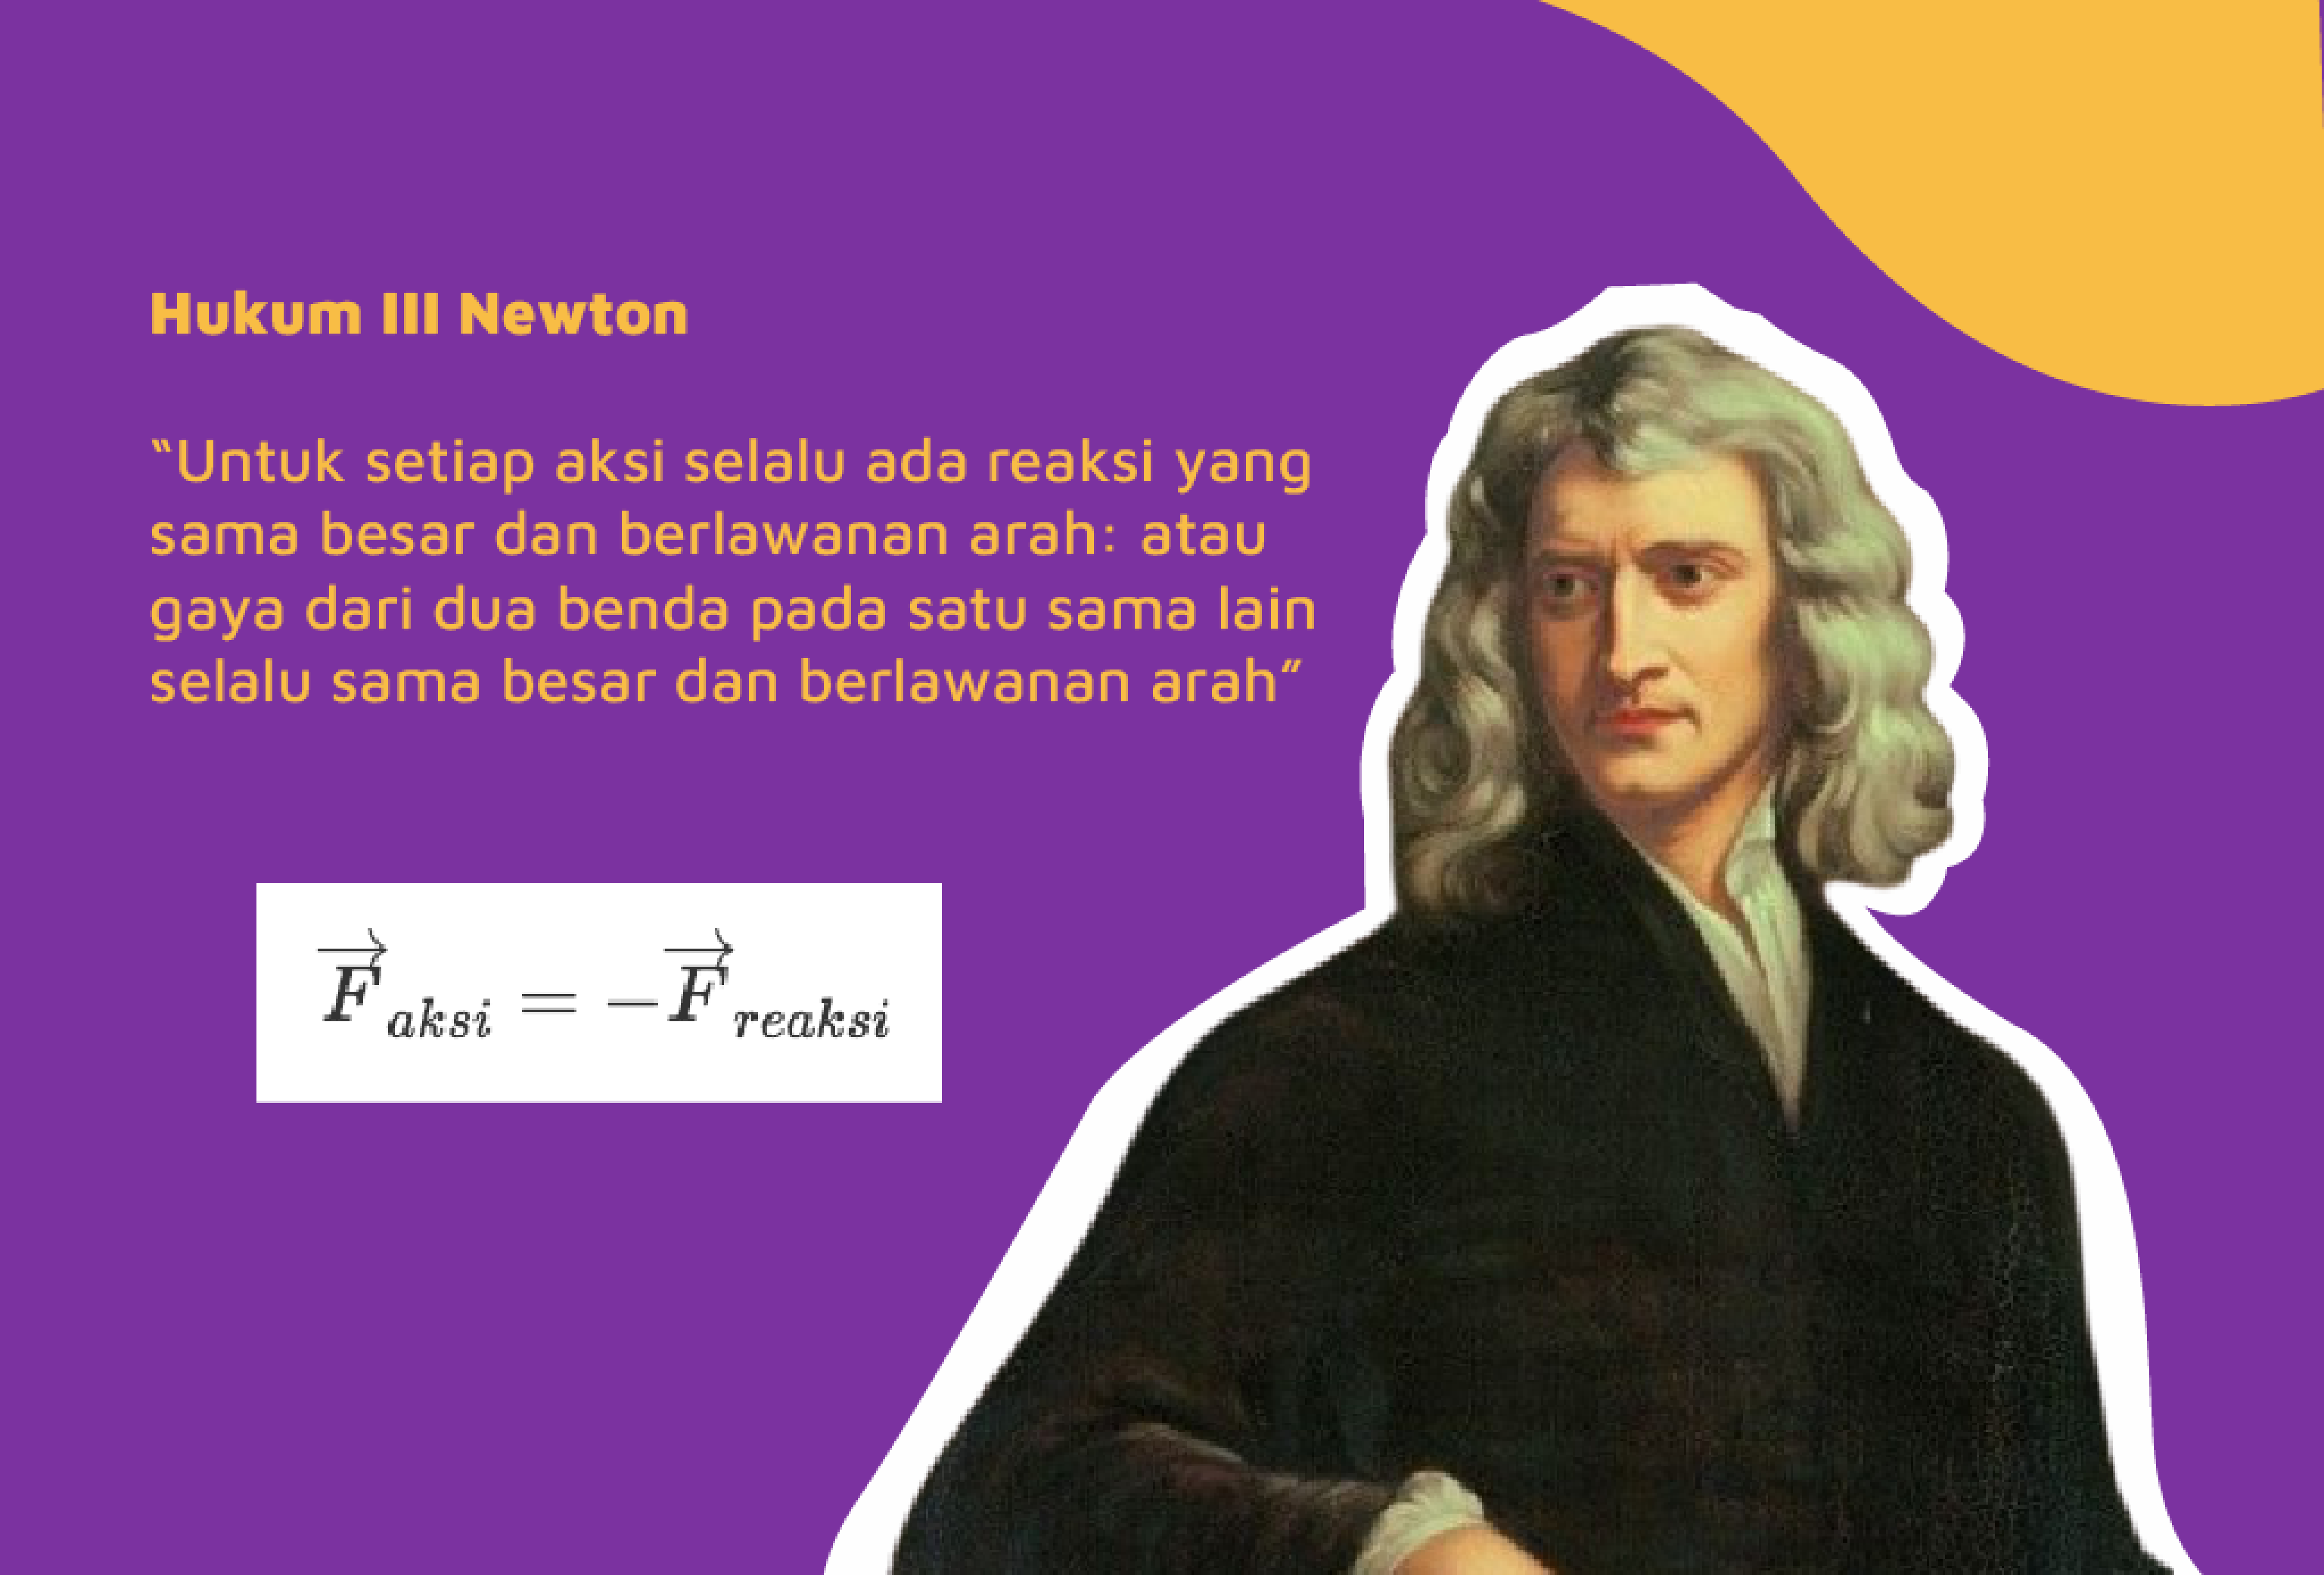 Hukum III Newton
“Untuk setiap aksi selalu ada reaksi yang
sama besar dan berlawanan arah: atau
gaya dari dua benda pada satu sama lain
selalu sama besar dan berlawanan arah”
$\overrightarrow{F}_{aksi} = -\overrightarrow{F}_{reaksi}$